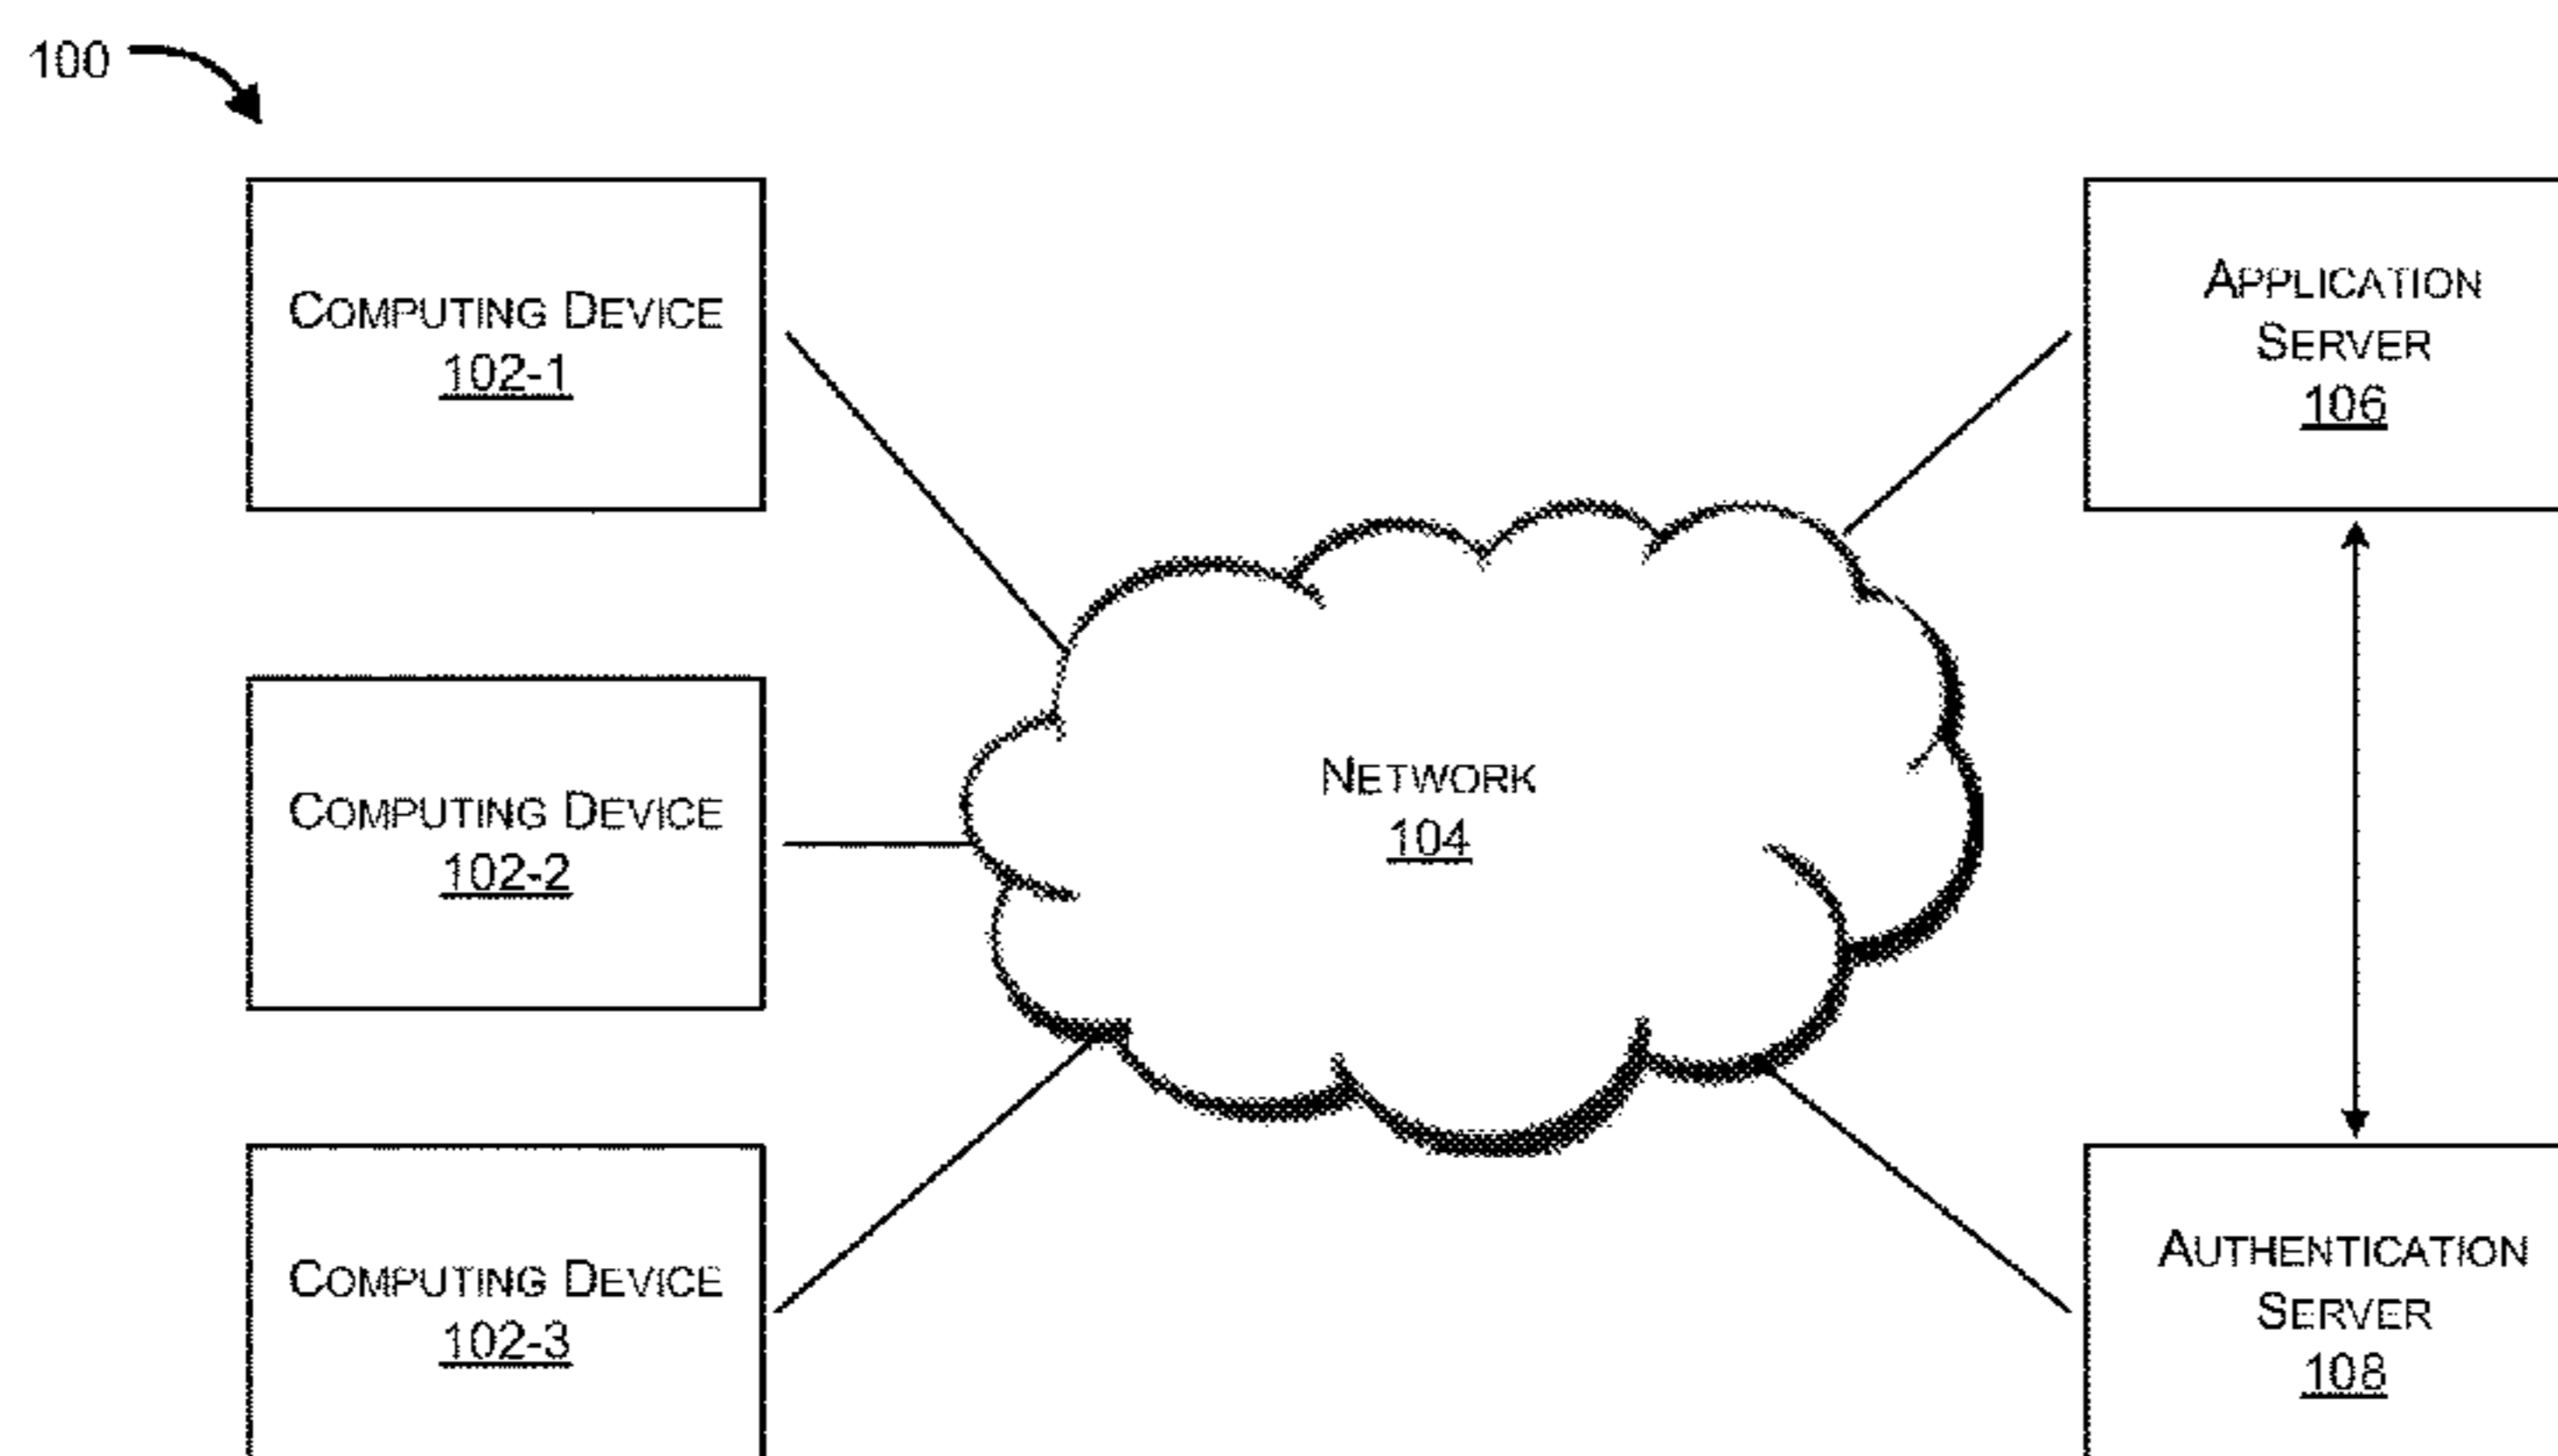 100
COMPUTING DEVICE
102-1
APPLICATION
SERVER
106
COMPUTING DEVICE
102-2
NETWORK
104
COMPUTING DEVICE
102-3
AUTHENTICATION
SERVER
108